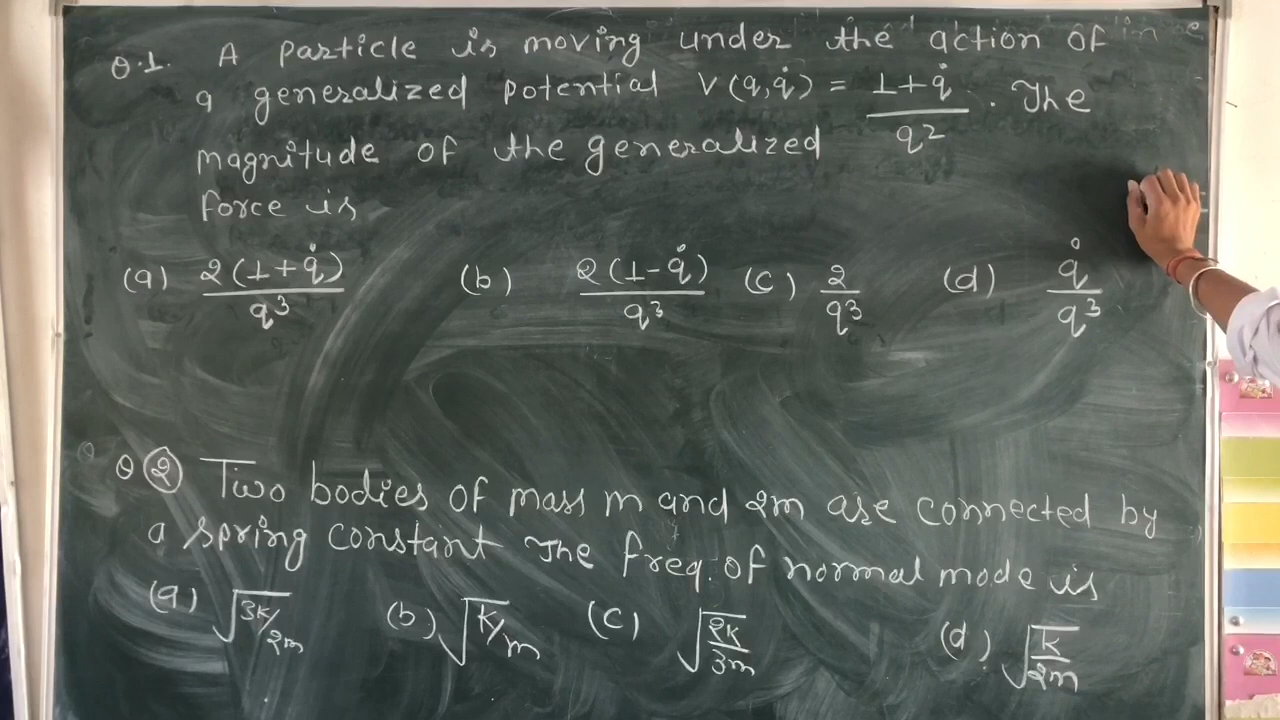 Q.1. A particle is moving under the action of
a generalized potential V(q,q̇) = (1+q̇)/q². The
magnitude of the generalized
force is
(a) 2(1+q̇)/q³ (b) 2(1-q̇)/q³ (c) 2/q³ (d) q̇/q³
Q② Two bodies of mass m and 2m are connected by
a spring constant The freq. of normal mode is
(a) √(3k/2m) (b) √(k/m) (c) √(2k/3m) (d) √(k/2m)